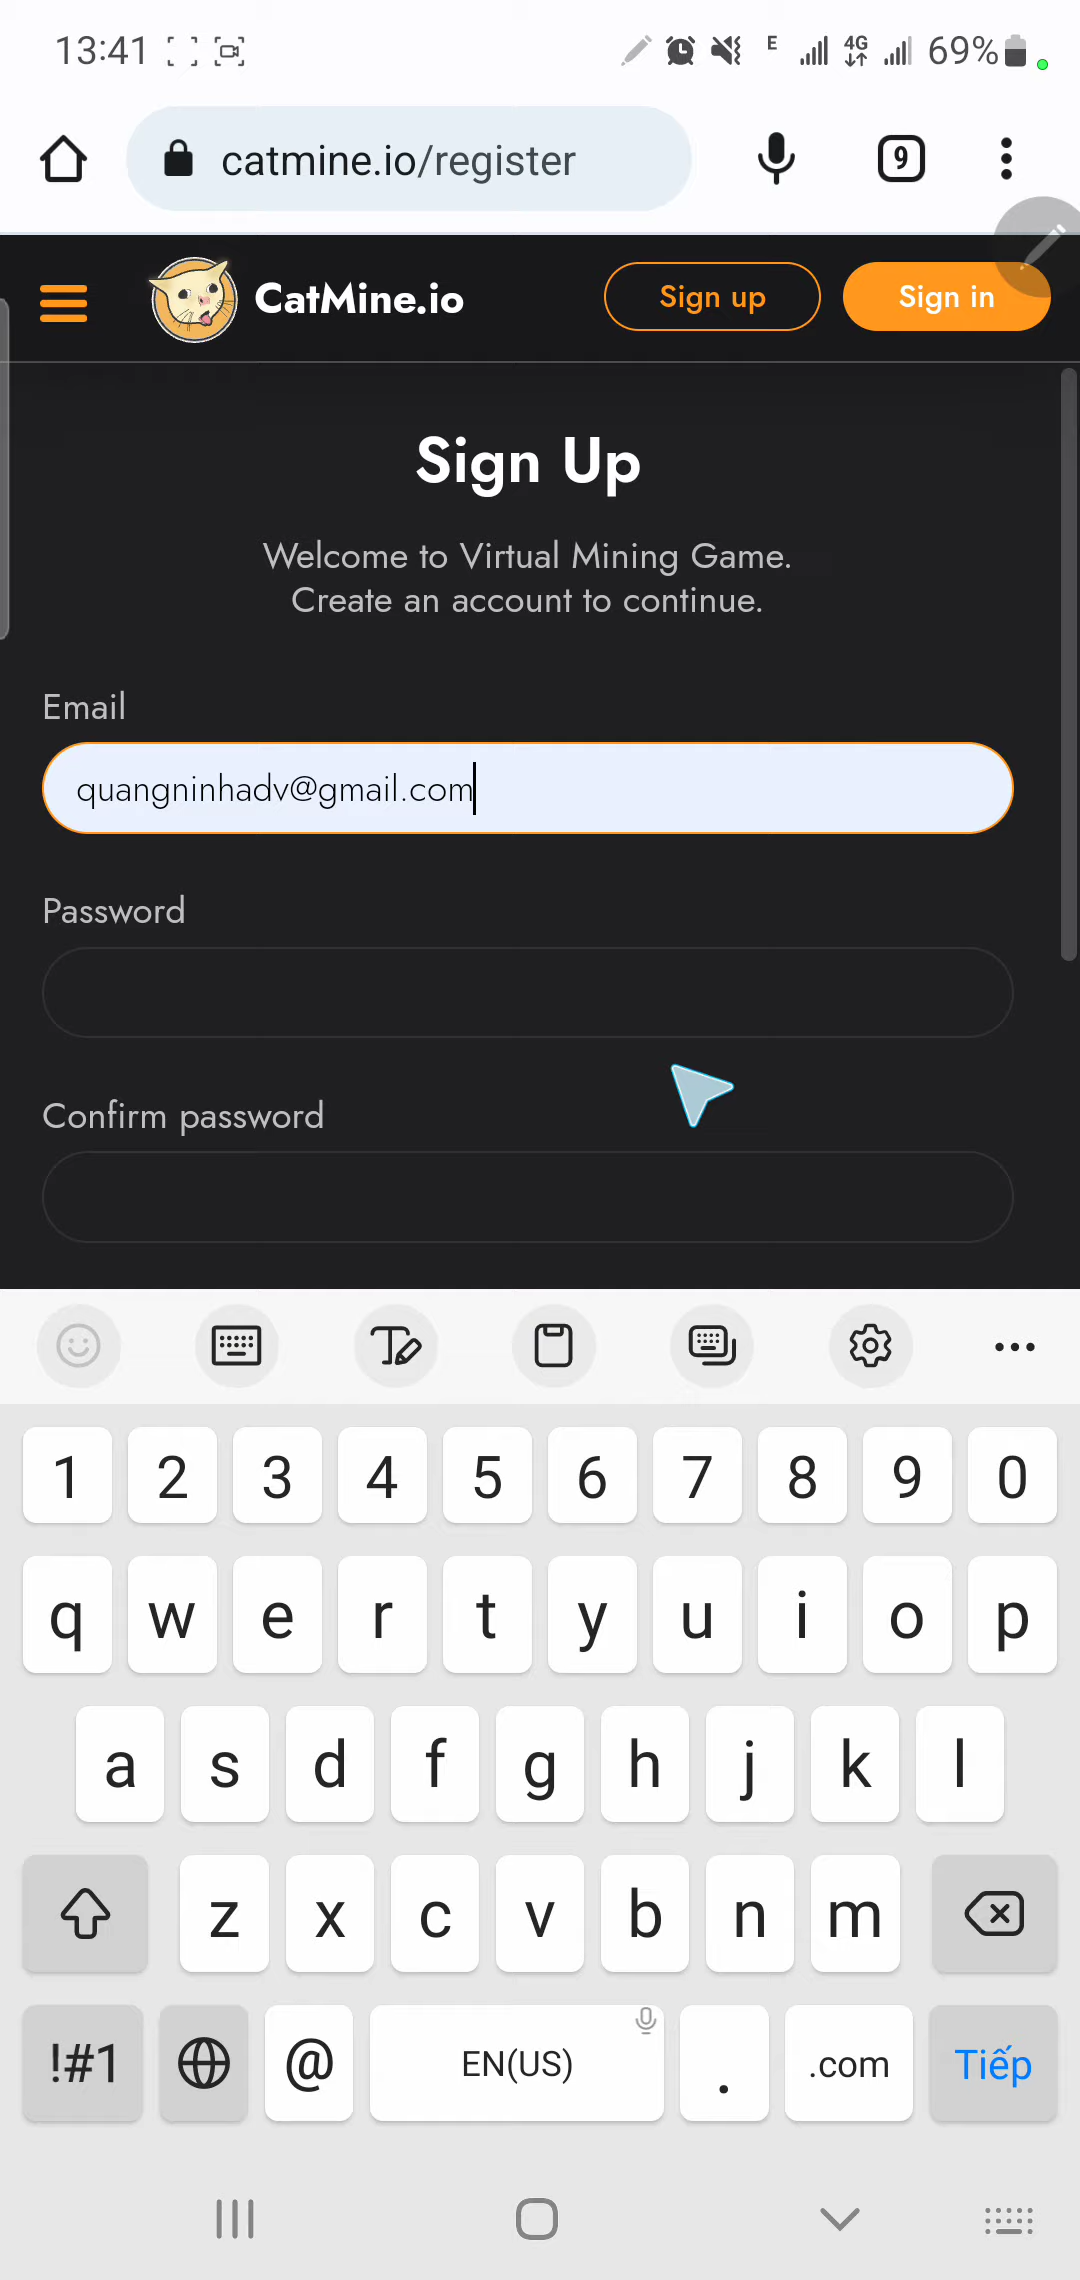 13:41
E
4G
69%
catmine.io/register
9
CatMine.io
Sign up
Sign in
Sign Up
Welcome to Virtual Mining Game.
Create an account to continue.
Email
quangninhadv@gmail.com
Password
Confirm password
1 2 3 4 5 6 7 8 9 0
q w e r t y u i o p
a s d f g h j k l
z x c v b n m
!#1 @ EN(US) . .com Tiếp